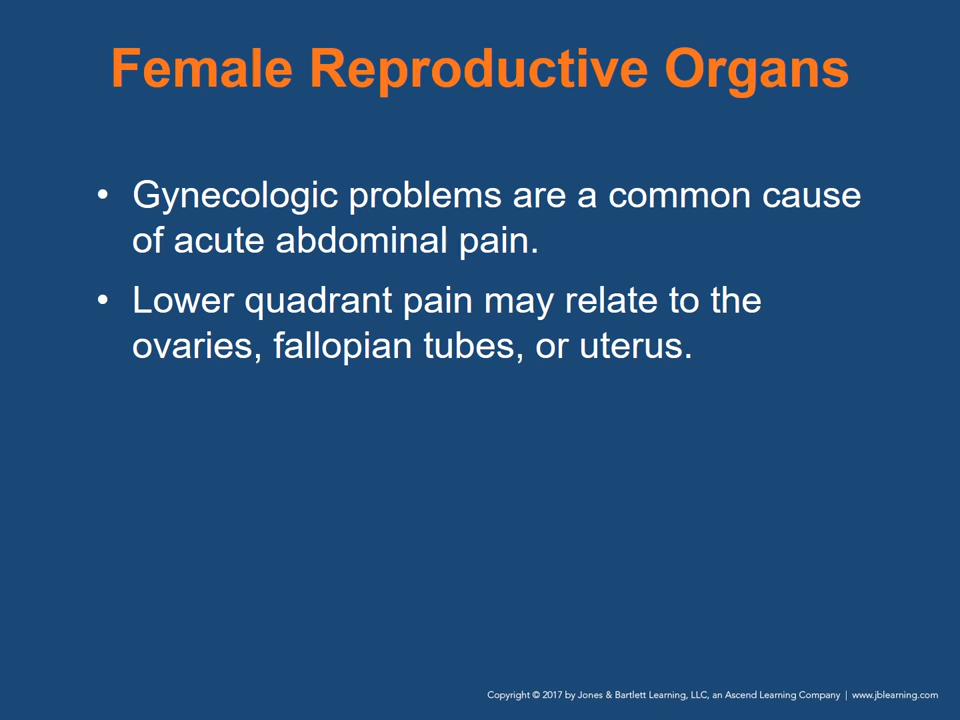 Female Reproductive Organs
• Gynecologic problems are a common cause
of acute abdominal pain.
• Lower quadrant pain may relate to the
ovaries, fallopian tubes, or uterus.
Copyright © 2017 by Jones & Bartlett Learning, LLC, an Ascend Learning Company | www.jblearning.com